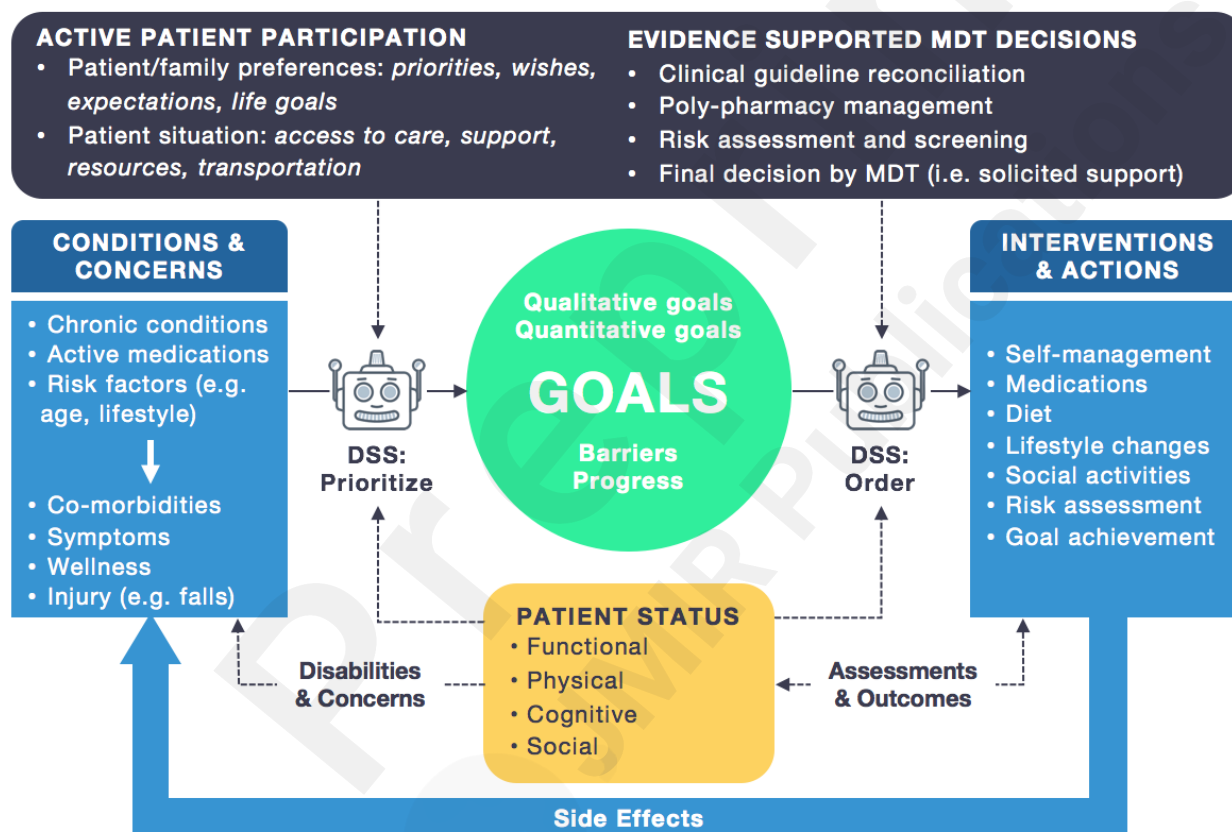 ACTIVE PATIENT PARTICIPATION
• Patient/family preferences: priorities, wishes,
expectations, life goals
• Patient situation: access to care, support,
resources, transportation
EVIDENCE SUPPORTED MDT DECISIONS
• Clinical guideline reconciliation
• Poly-pharmacy management
• Risk assessment and screening
• Final decision by MDT (i.e. solicited support)
CONDITIONS &
CONCERNS
• Chronic conditions
• Active medications
• Risk factors (e.g.
age, lifestyle)
• Co-morbidities
• Symptoms
• Wellness
• Injury (e.g. falls)
DSS:
Prioritize
Qualitative goals
Quantitative goals
GOALS
Barriers
Progress
DSS:
Order
INTERVENTIONS
& ACTIONS
• Self-management
• Medications
• Diet
• Lifestyle changes
• Social activities
• Risk assessment
• Goal achievement
Disabilities
& Concerns
PATIENT STATUS
• Functional
• Physical
• Cognitive
• Social
Assessments
& Outcomes
Side Effects
Preprint
JMIR Publications